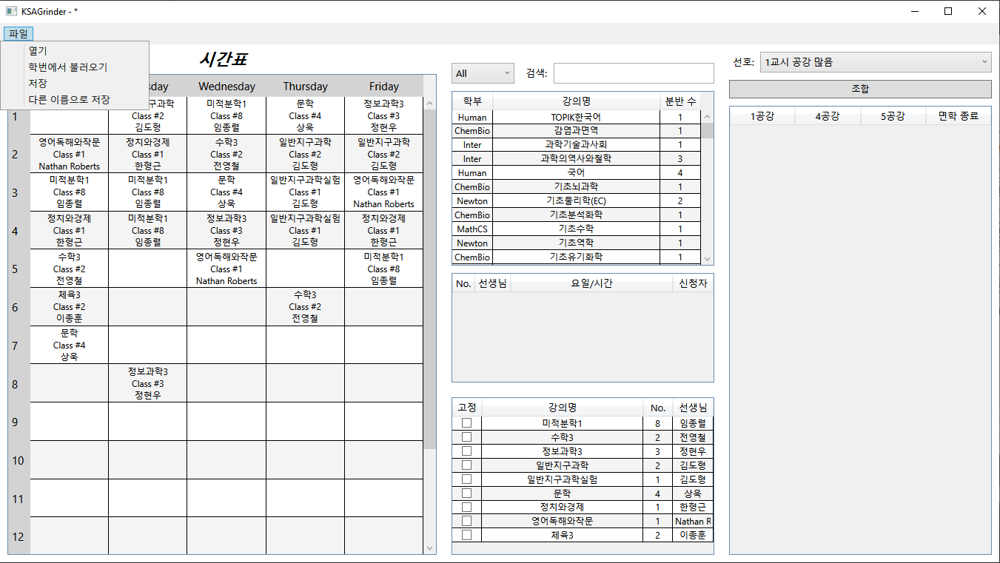 KSAGrinder - *
파일
열기
학번에서 불러오기
저장
다른 이름으로 저장
시간표
sday Wednesday Thursday Friday
1
구과학 Class #2 김도형
미적분학1 Class #8 임종렬
문학 Class #4 상욱
정보과학3 Class #3 정현우
2
영어독해와작문 Class #1 Nathan Roberts
정치와경제 Class #1 한형근
수학3 Class #2 전영철
일반지구과학 Class #2 김도형
일반지구과학 Class #2 김도형
3
미적분학1 Class #8 임종렬
미적분학1 Class #8 임종렬
문학 Class #4 상욱
일반지구과학실험 Class #1 김도형
영어독해와작문 Class #1 Nathan Roberts
4
정치와경제 Class #1 한형근
미적분학1 Class #8 임종렬
정보과학3 Class #3 정현우
일반지구과학실험 Class #1 김도형
정치와경제 Class #1 한형근
5
수학3 Class #2 전영철
영어독해와작문 Class #1 Nathan Roberts
미적분학1 Class #8 임종렬
6
체육3 Class #2 이종훈
수학3 Class #2 전영철
7
문학 Class #4 상욱
8
정보과학3 Class #3 정현우
9
10
11
12
All 검색:
학부 강의명 분반 수
Human TOPIK한국어 1
ChemBio 감염과면역 1
Inter 과학기술과사회 1
Inter 과학의역사와철학 3
Human 국어 4
ChemBio 기초뇌과학 1
Newton 기초물리학(EC) 2
ChemBio 기초분석화학 1
MathCS 기초수학 1
Newton 기초역학 1
ChemBio 기초유기화학 1
No. 선생님 요일/시간 신청자
고정 강의명 No. 선생님
미적분학1 8 임종렬
수학3 2 전영철
정보과학3 3 정현우
일반지구과학 2 김도형
일반지구과학실험 1 김도형
문학 4 상욱
정치와경제 1 한형근
영어독해와작문 1 Nathan R
체육3 2 이종훈
선호: 1교시 공강 많음
조합
1공강 4공강 5공강 면학 종료